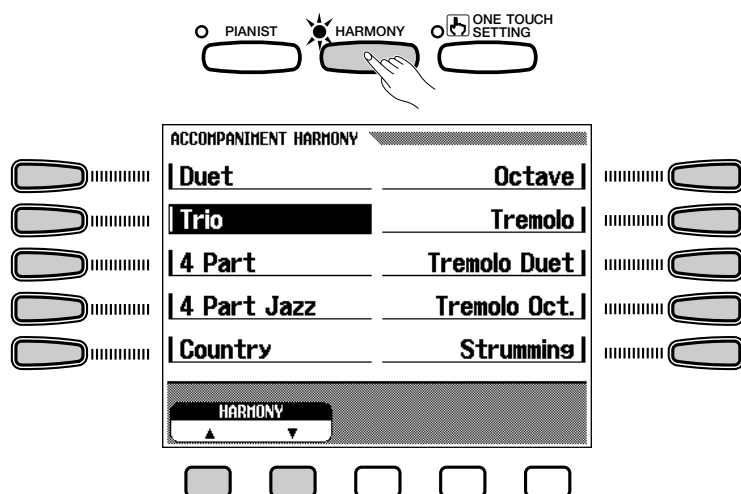 PIANIST
HARMONY
ONE TOUCH
SETTING
ACCOMPANIMENT HARMONY
Duet
Octave
Trio
Tremolo
4 Part
Tremolo Duet
4 Part Jazz
Tremolo Oct.
Country
Strumming
HARMONY
▲ ▼